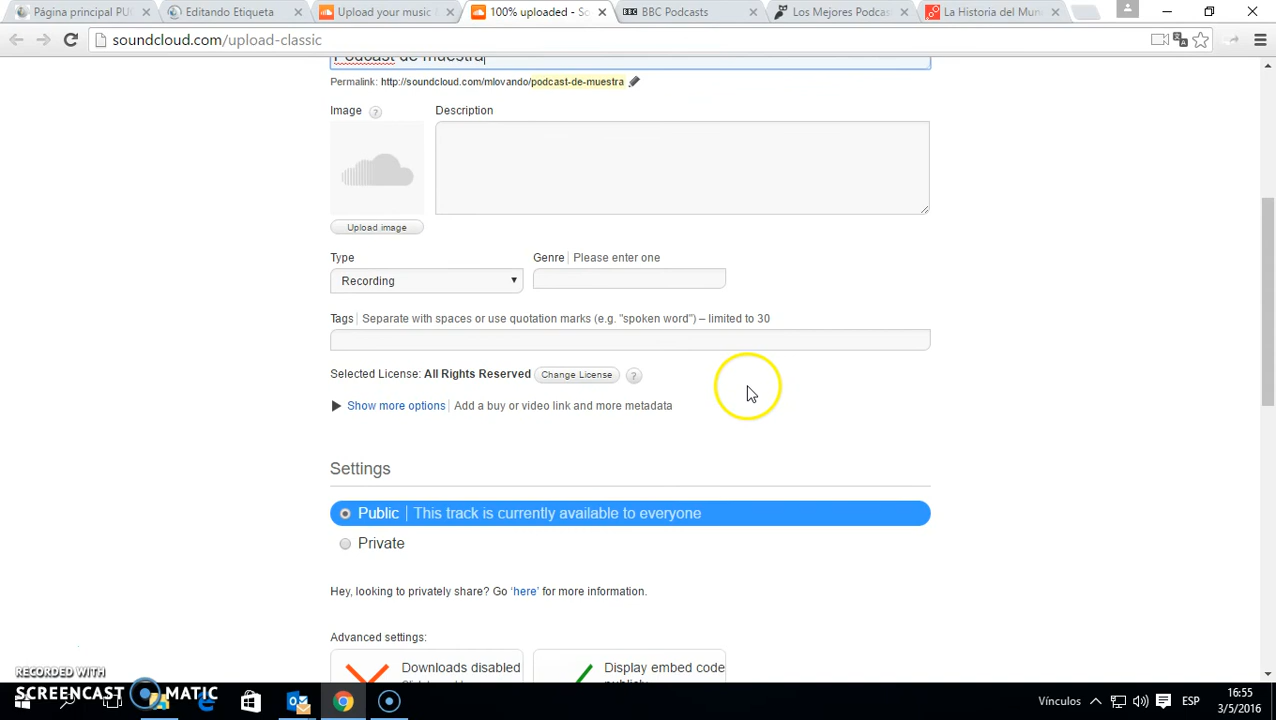 Página principal PU
Editando Etiqueta
Upload your music &
100% uploaded - So
BBC Podcasts
Los Mejores Podcas
La Historia del Mun
soundcloud.com/upload-classic
Podcast de muestra
Permalink: http://soundcloud.com/mlovando/podcast-de-muestra
Image ? Description
Upload image
Type Genre Please enter one
Recording
Tags Separate with spaces or use quotation marks (e.g. "spoken word") – limited to 30
Selected License: All Rights Reserved Change License ?
Show more options Add a buy or video link and more metadata
Settings
Public This track is currently available to everyone
Private
Hey, looking to privately share? Go 'here' for more information.
Advanced settings:
Downloads disabled Display embed code
RECORDED WITH
SCREENCAST MATIC
Vínculos ESP 16:55
3/5/2016